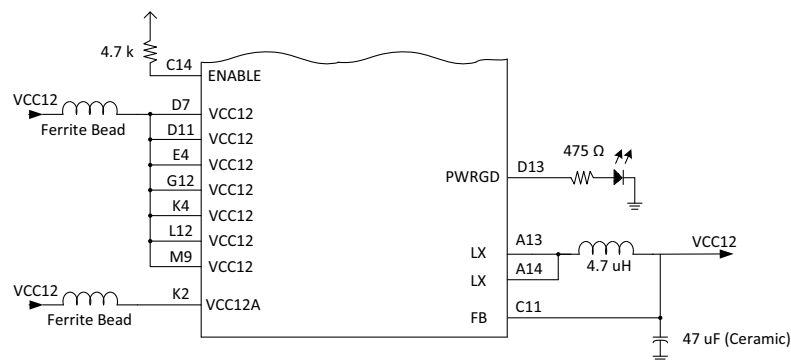 4.7 k
C14
ENABLE
VCC12
Ferrite Bead
D7
VCC12
D11
VCC12
E4
VCC12
G12
VCC12
K4
VCC12
L12
VCC12
M9
VCC12
VCC12
Ferrite Bead
K2
VCC12A
PWRGD
D13
475 Ω
LX
A13
LX
A14
4.7 uH
VCC12
FB
C11
47 uF (Ceramic)